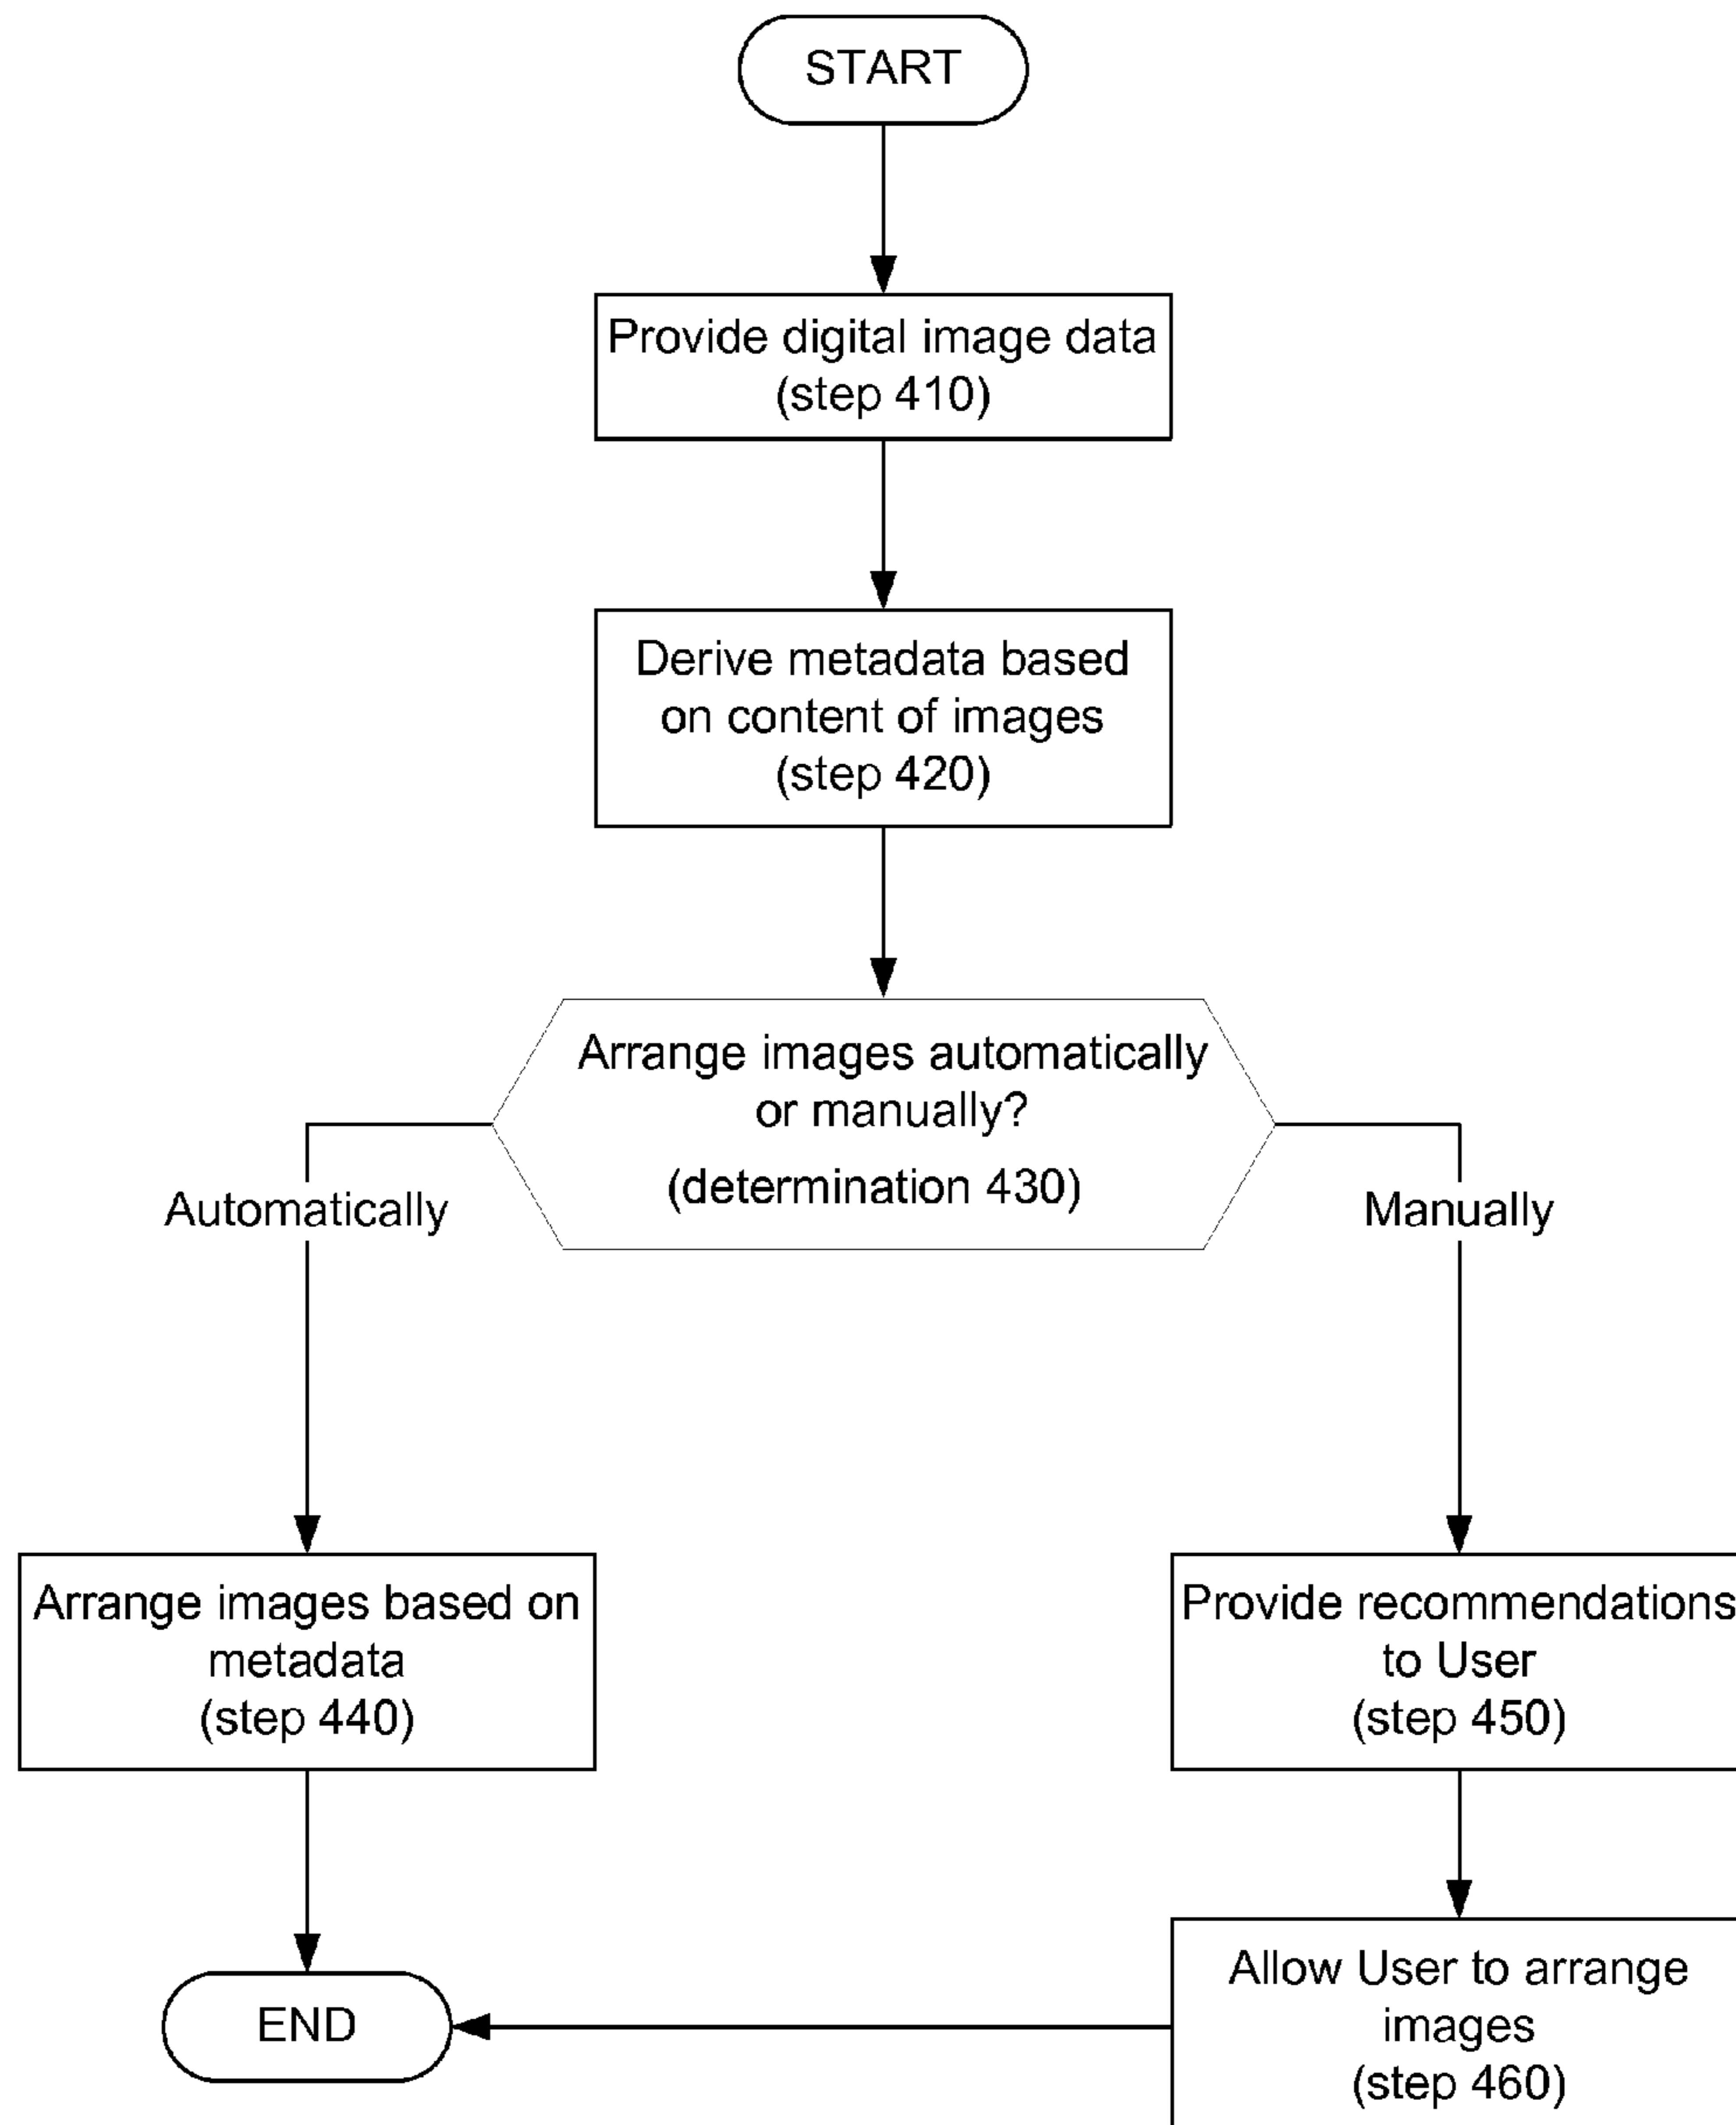 START
Provide digital image data
(step 410)
Derive metadata based
on content of images
(step 420)
Arrange images automatically
or manually?
(determination 430)
Automatically
Manually
Arrange images based on
metadata
(step 440)
Provide recommendations
to User
(step 450)
Allow User to arrange
images
(step 460)
END